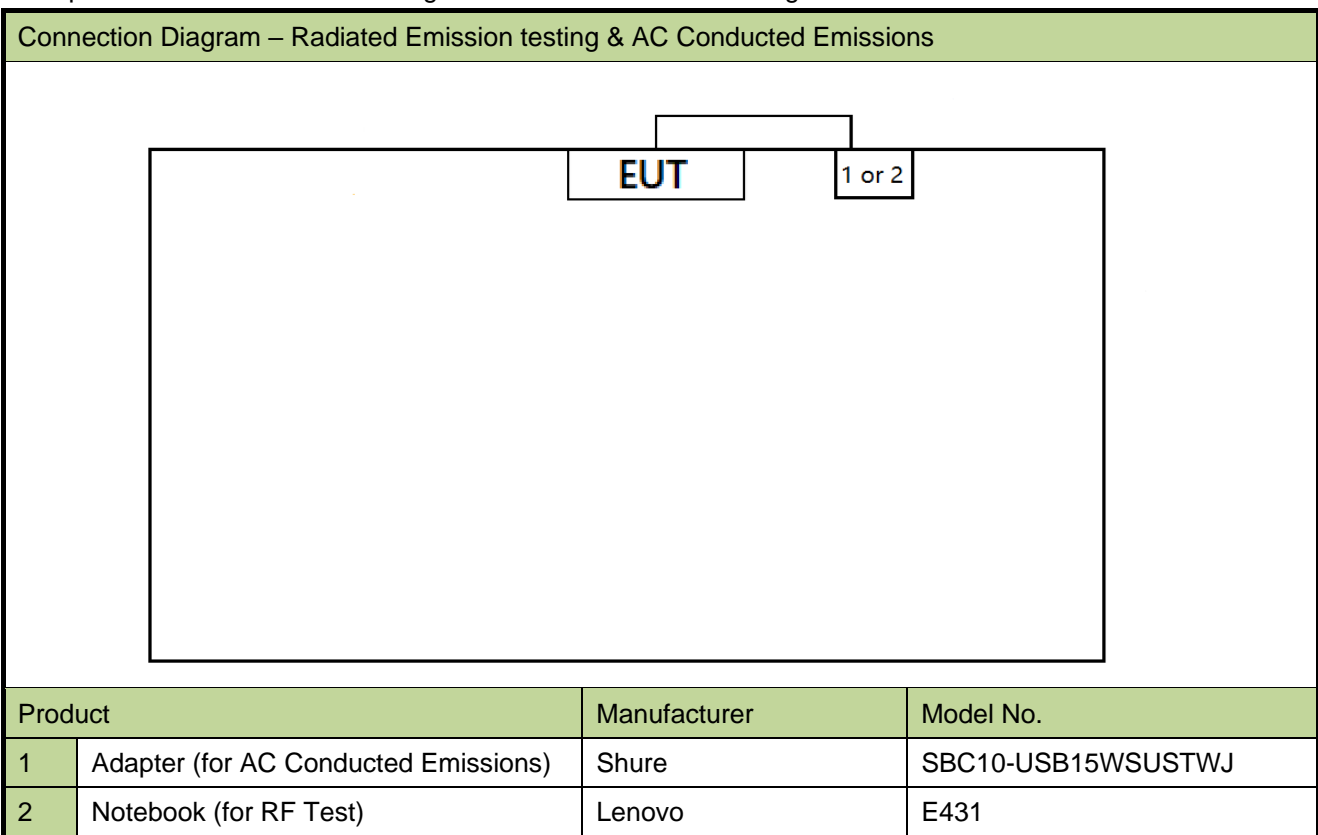 Connection Diagram – Radiated Emission testing & AC Conducted Emissions
EUT
1 or 2
Product Manufacturer Model No.
1 Adapter (for AC Conducted Emissions) Shure SBC10-USB15WSUSTWJ
2 Notebook (for RF Test) Lenovo E431